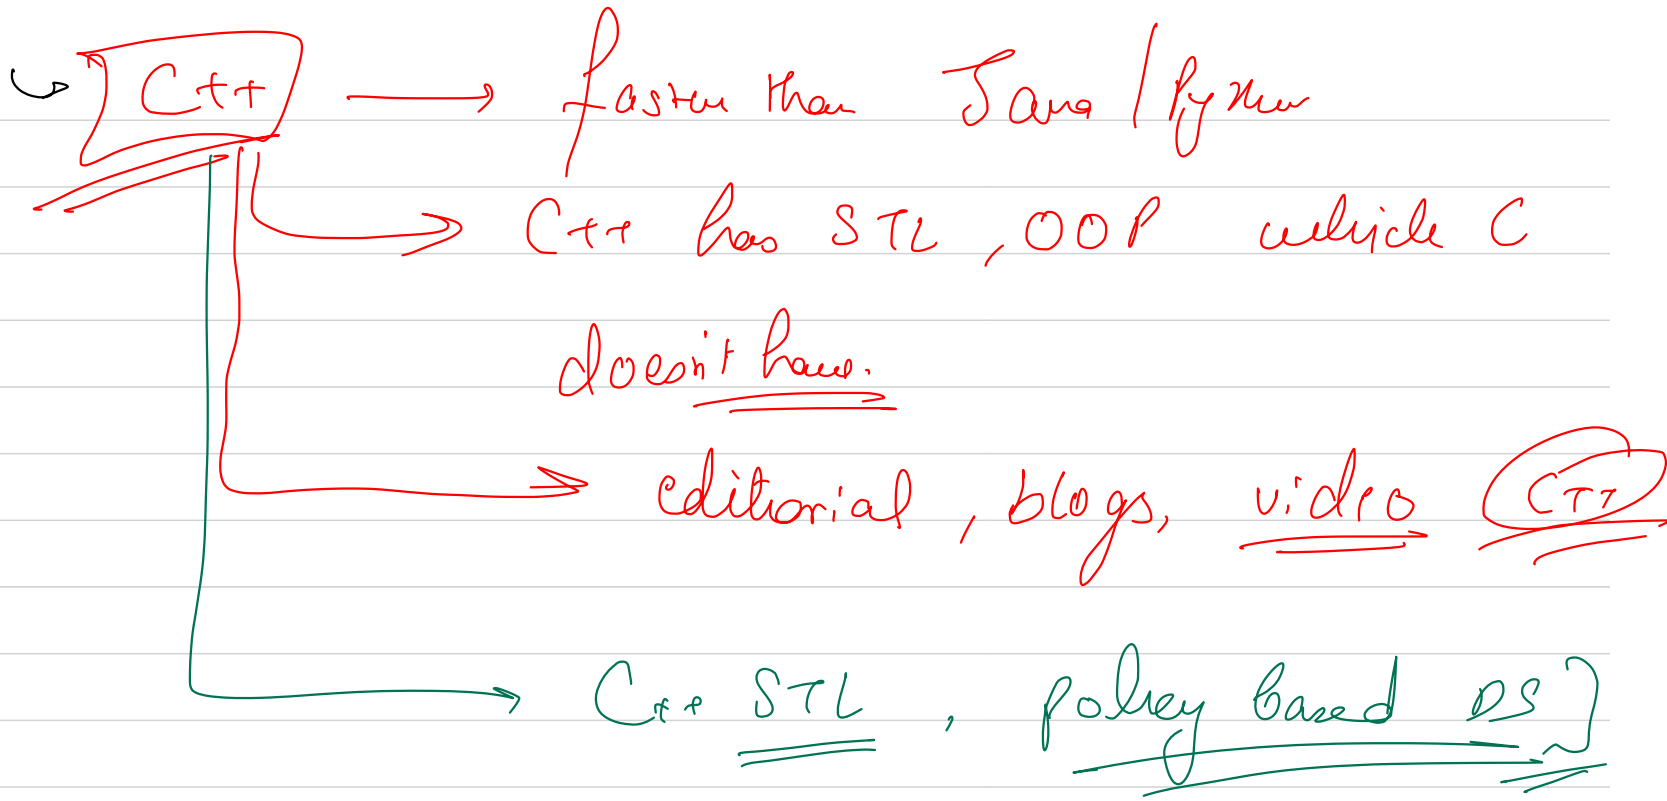 C++ → faster than Java / Python
→ C++ has STL, OOP which C
doesn't have.
→ editorial, blogs, video C++
→ C++ STL, policy based DS }